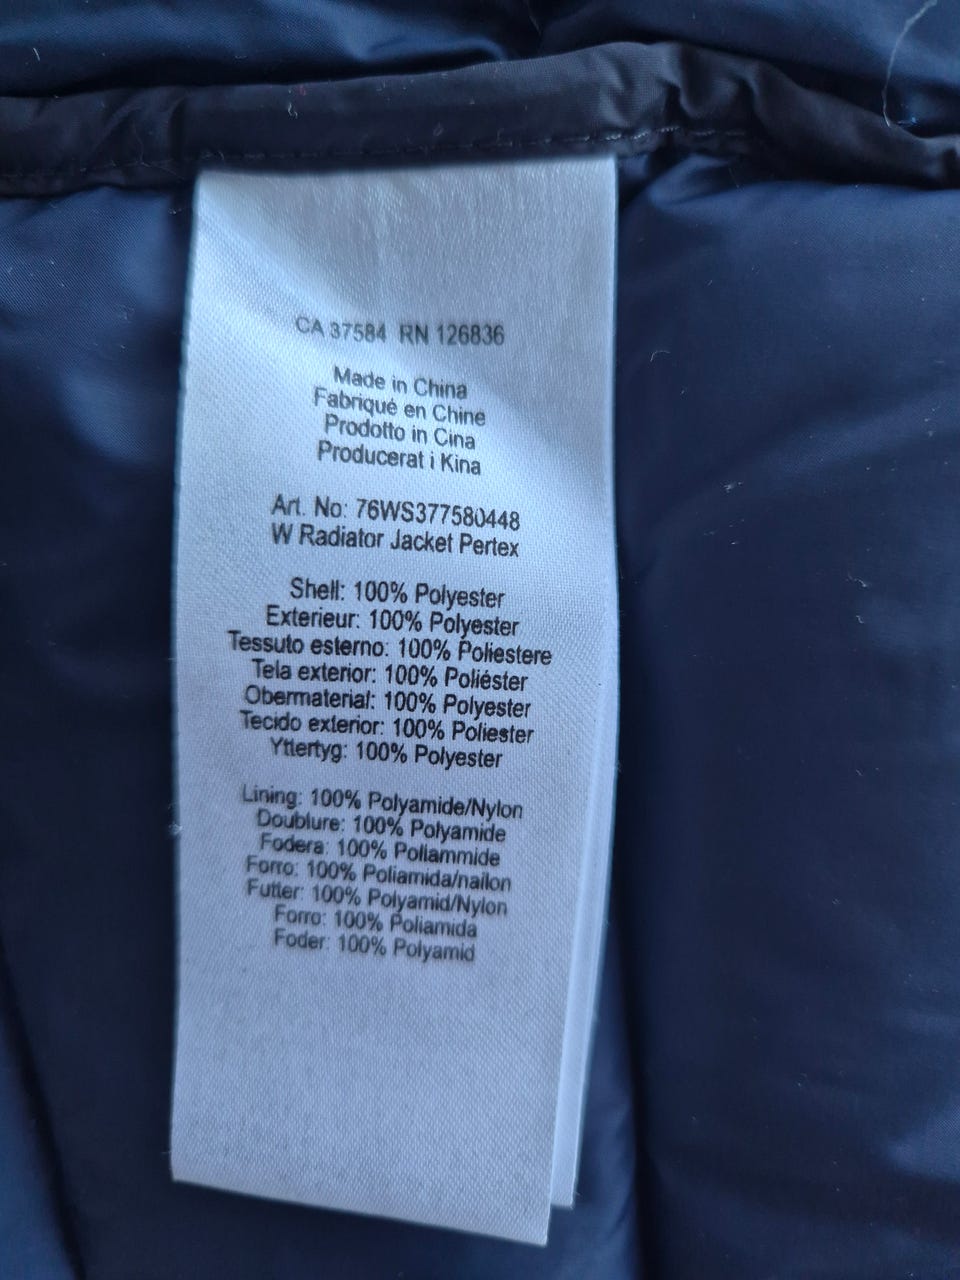 CA 37584 RN 126836
Made in China
Fabriqué en Chine
Prodotto in Cina
Producerat i Kina
Art. No: 76WS377580448
W Radiator Jacket Pertex
Shell: 100% Polyester
Exterieur: 100% Polyester
Tessuto esterno: 100% Poliestere
Tela exterior: 100% Poliéster
Obermaterial: 100% Polyester
Tecido exterior: 100% Poliester
Yttertyg: 100% Polyester
Lining: 100% Polyamide/Nylon
Doublure: 100% Polyamide
Fodera: 100% Poliammide
Forro: 100% Poliamida/nailon
Futter: 100% Polyamid/Nylon
Forro: 100% Poliamida
Foder: 100% Polyamid